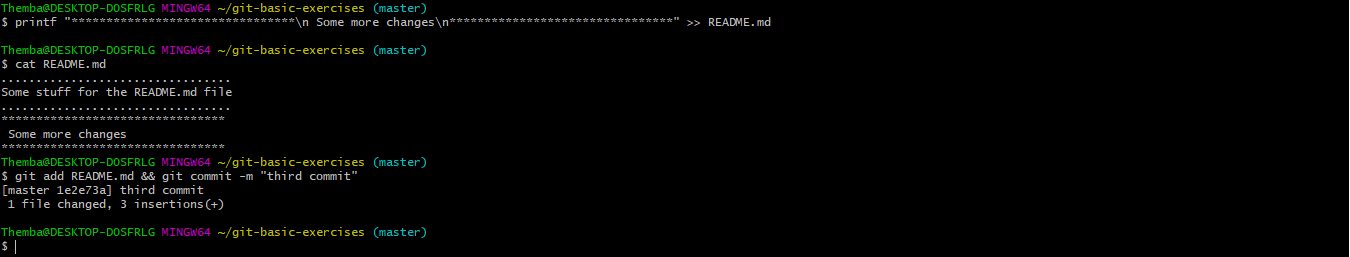 Themba@DESKTOP-DOSFRLG MINGW64 ~/git-basic-exercises (master)
$ printf "********************************\n Some more changes\n********************************" >> README.md
Themba@DESKTOP-DOSFRLG MINGW64 ~/git-basic-exercises (master)
$ cat README.md
.................................
Some stuff for the README.md file
.................................
********************************
 Some more changes
********************************
Themba@DESKTOP-DOSFRLG MINGW64 ~/git-basic-exercises (master)
$ git add README.md && git commit -m "third commit"
[master 1e2e73a] third commit
 1 file changed, 3 insertions(+)
Themba@DESKTOP-DOSFRLG MINGW64 ~/git-basic-exercises (master)
$